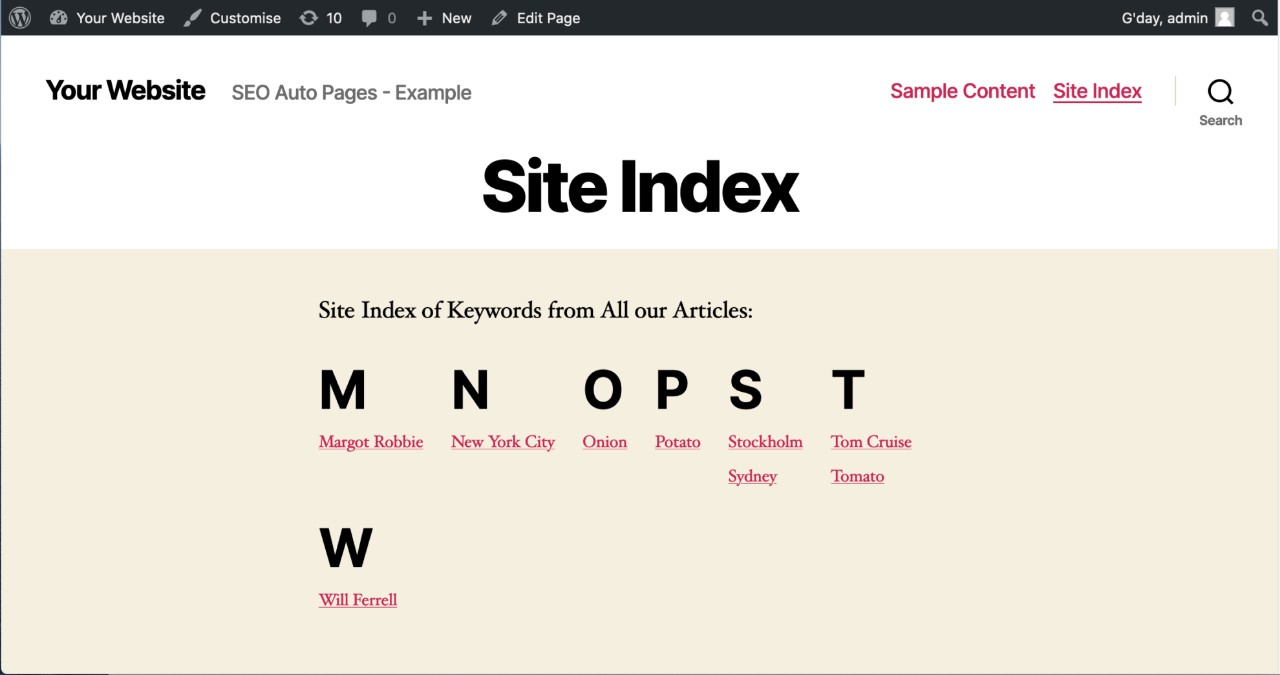 Your Website Customise 10 0 New Edit Page G'day, admin
Your Website SEO Auto Pages - Example Sample Content Site Index Search
Site Index
Site Index of Keywords from All our Articles:
M N O P S T
Margot Robbie New York City Onion Potato Stockholm Tom Cruise
Sydney Tomato
W
Will Ferrell